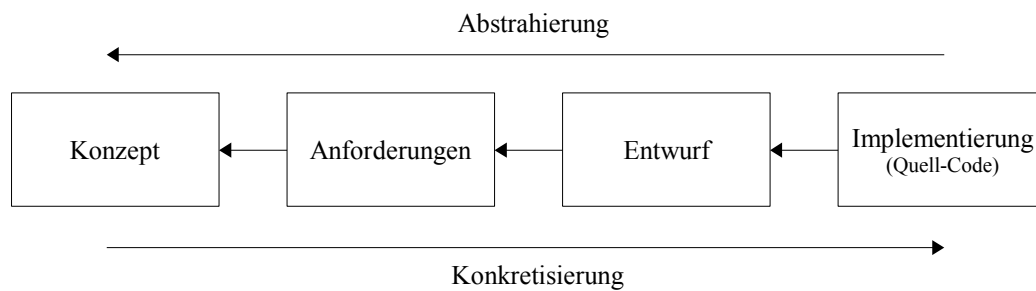 Abstrahierung
Konzept
Anforderungen
Entwurf
Implementierung
(Quell-Code)
Konkretisierung